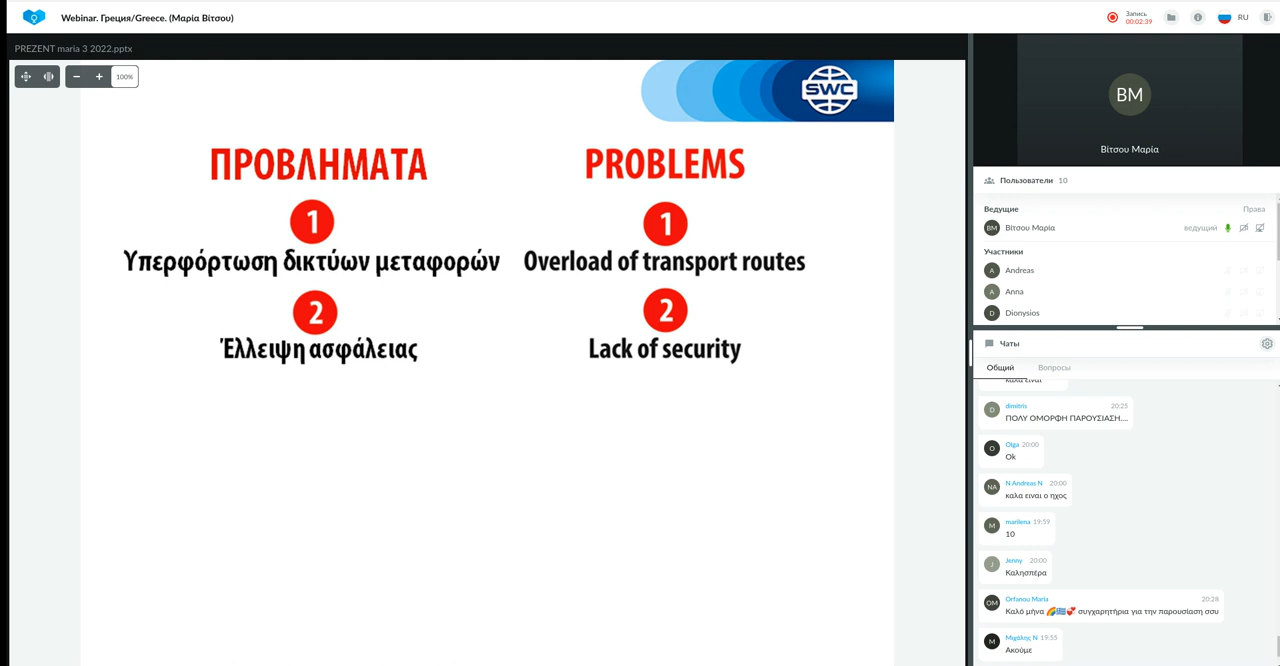 Webinar. Греция/Greece. (Μαρία Βίτσου)
Запись
00:02:39
RU
PREZENT maria 3 2022.pptx
100%
SWC
ΠΡΟΒΛΗΜΑΤΑ
1
Υπερφόρτωση δικτύων μεταφορών
2
Έλλειψη ασφάλειας
PROBLEMS
1
Overload of transport routes
2
Lack of security
ВМ
Βίτσου Μαρία
Пользователи 10
Ведущие Права
ВМ Βίτσου Μαρία ведущий
Участники
A Andreas
A Anna
D Dionysios
Чаты
Общий Вопросы
καλα ειναι
D dimitris 20:25
ΠΟΛΥ ΟΜΟΡΦΗ ΠΑΡΟΥΣΙΑΣΗ....
O Olga 20:00
Ok
NA N Andreas N 20:00
καλα ειναι ο ηχος
M marilena 19:59
10
J Jenny 20:00
Καλησπέρα
OM Orfanou Maria 20:28
Καλό μήνα 🌈🇬🇷💞 συγχαρητήρια για την παρουσίαση σου
M Μιχάλης Ν 19:55
Ακούμε